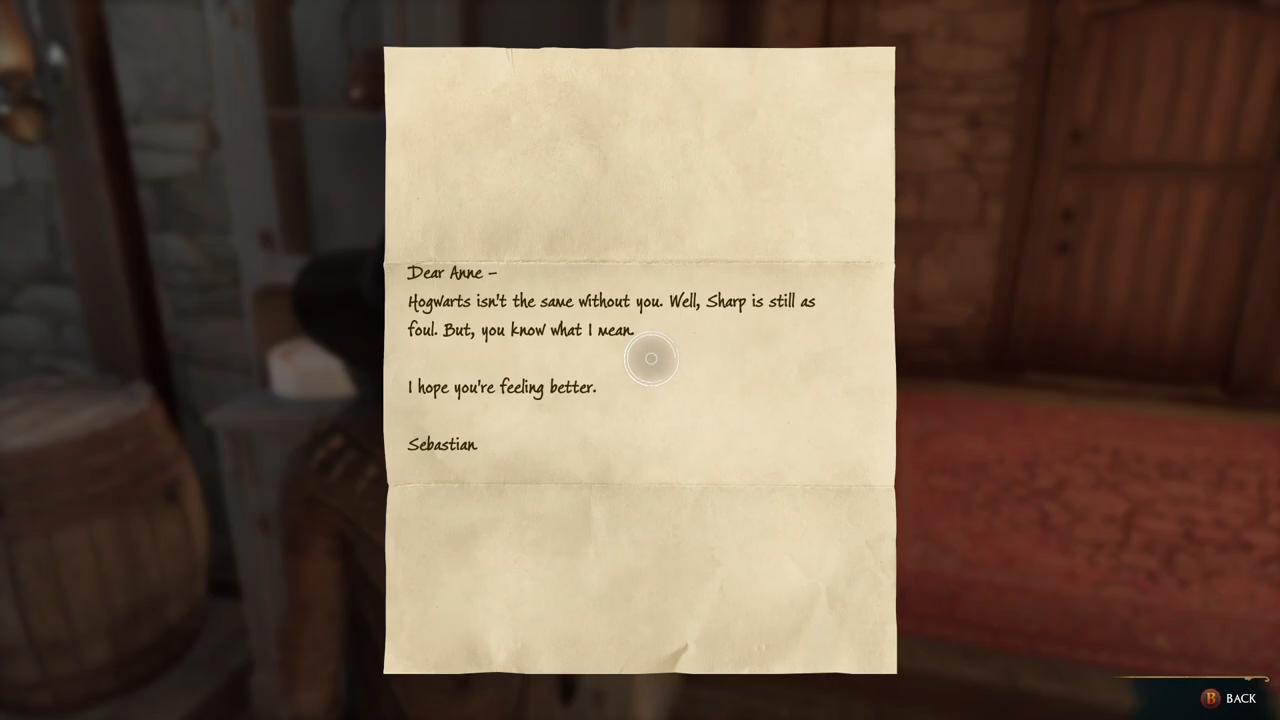 Dear Anne –
Hogwarts isn't the same without you. Well, Sharp is still as
foul. But, you know what I mean.
I hope you're feeling better.
Sebastian
B BACK